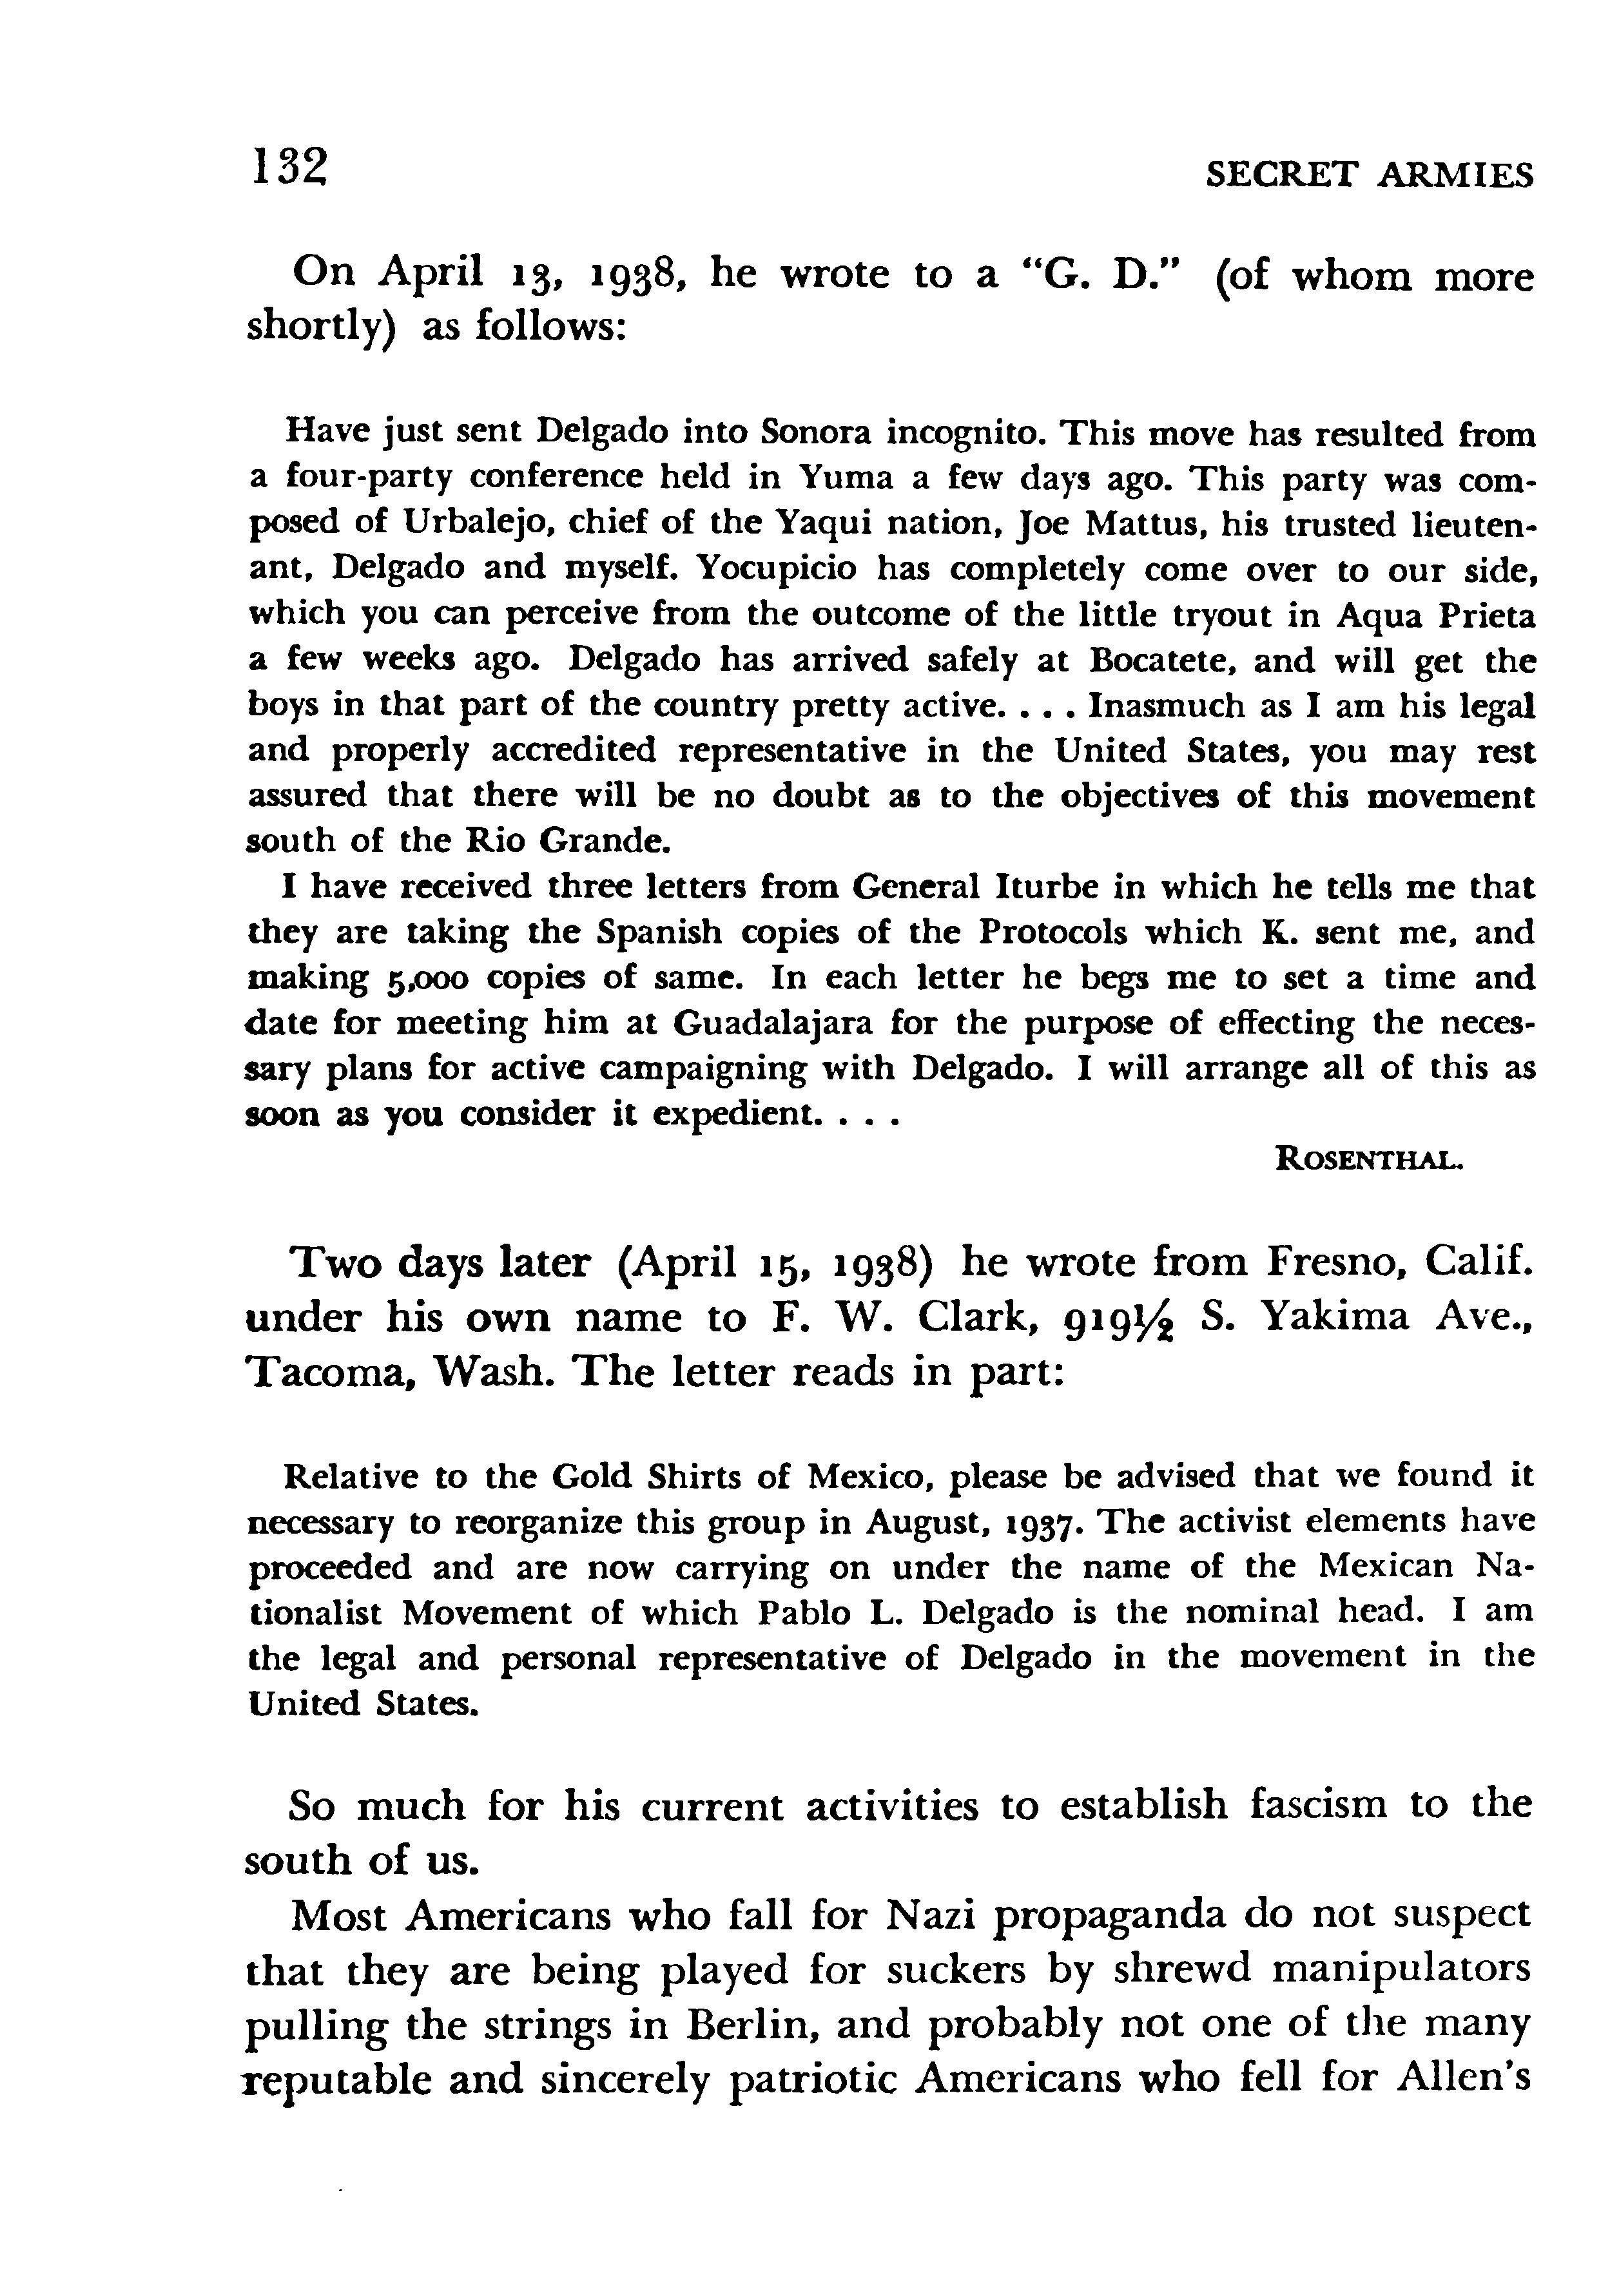 132 SECRET ARMIES
On April 13, 1938, he wrote to a “G. D.” (of whom more
shortly) as follows:
Have just sent Delgado into Sonora incognito. This move has resulted from
a four-party conference held in Yuma a few days ago. This party was com-
posed of Urbalejo, chief of the Yaqui nation, Joe Mattus, his trusted lieuten-
ant, Delgado and myself. Yocupicio has completely come over to our side,
which you can perceive from the outcome of the little tryout in Aqua Prieta
a few weeks ago. Delgado has arrived safely at Bocatete, and will get the
boys in that part of the country pretty active. . . . Inasmuch as I am his legal
and properly accredited representative in the United States, you may rest
assured that there will be no doubt as to the objectives of this movement
south of the Rio Grande.
I have received three letters from General Iturbe in which he tells me that
they are taking the Spanish copies of the Protocols which K. sent me, and
making 5,000 copies of same. In each letter he begs me to set a time and
date for meeting him at Guadalajara for the purpose of effecting the neces-
sary plans for active campaigning with Delgado. I will arrange all of this as
soon as you consider it expedient. . . .
ROSENTHAL.
Two days later (April 15, 1938) he wrote from Fresno, Calif.
under his own name to F. W. Clark, 919½ S. Yakima Ave.,
Tacoma, Wash. The letter reads in part:
Relative to the Gold Shirts of Mexico, please be advised that we found it
necessary to reorganize this group in August, 1937. The activist elements have
proceeded and are now carrying on under the name of the Mexican Na-
tionalist Movement of which Pablo L. Delgado is the nominal head. I am
the legal and personal representative of Delgado in the movement in the
United States.
So much for his current activities to establish fascism to the
south of us.
Most Americans who fall for Nazi propaganda do not suspect
that they are being played for suckers by shrewd manipulators
pulling the strings in Berlin, and probably not one of the many
reputable and sincerely patriotic Americans who fell for Allen’s